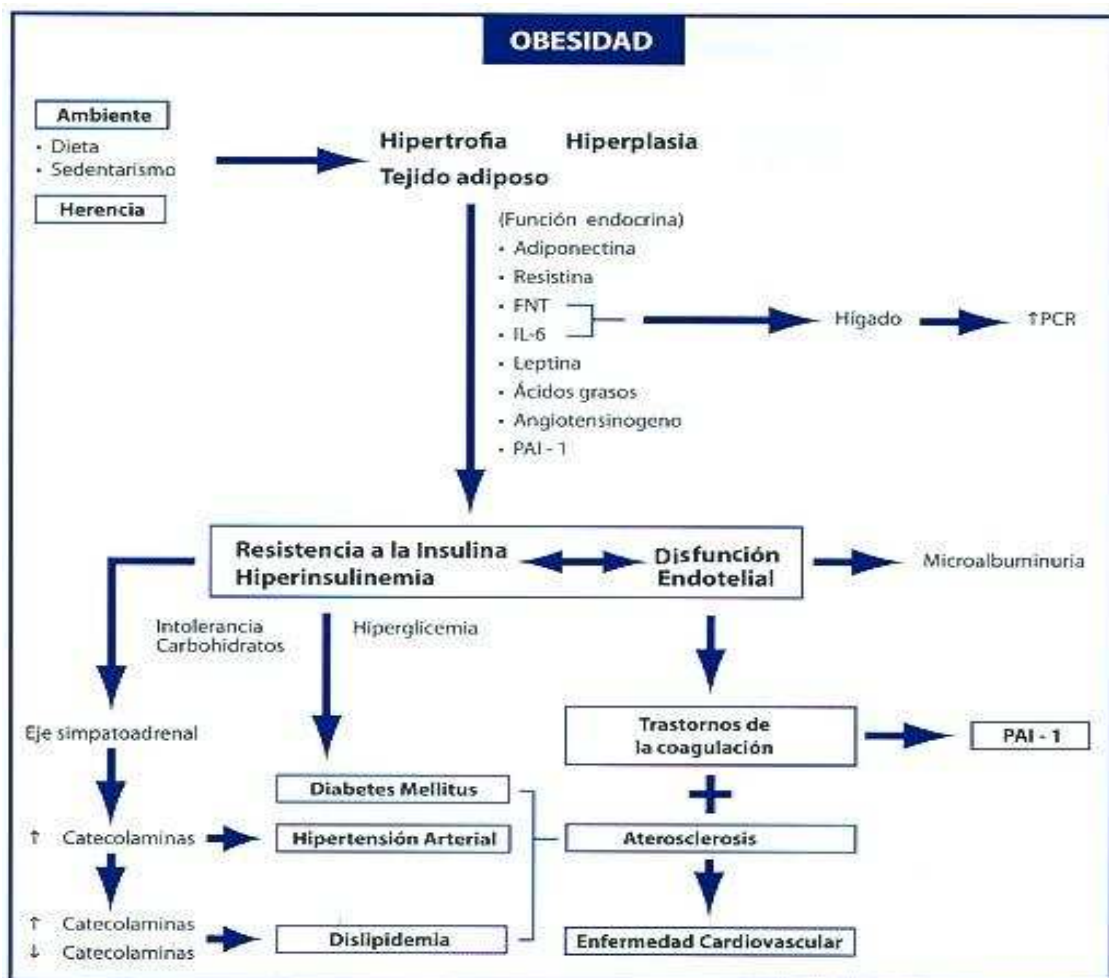 OBESIDAD
Ambiente
• Dieta
• Sedentarismo
Herencia
Hipertrofia Hiperplasia
Tejido adiposo
(Función endocrina)
• Adiponectina
• Resistina
• FNT
• IL-6
• Leptina
• Ácidos grasos
• Angiotensinogeno
• PAI - 1
Hígado
↑PCR
Resistencia a la Insulina
Hiperinsulinemia
Disfunción
Endotelial
Microalbuminuria
Intolerancia
Carbohidratos
Hiperglicemia
Eje simpatoadrenal
Trastornos de
la coagulación
PAI - 1
+
Diabetes Mellitus
↑ Catecolaminas
Hipertensión Arterial
Aterosclerosis
↑ Catecolaminas
↓ Catecolaminas
Dislipidemia
Enfermedad Cardiovascular